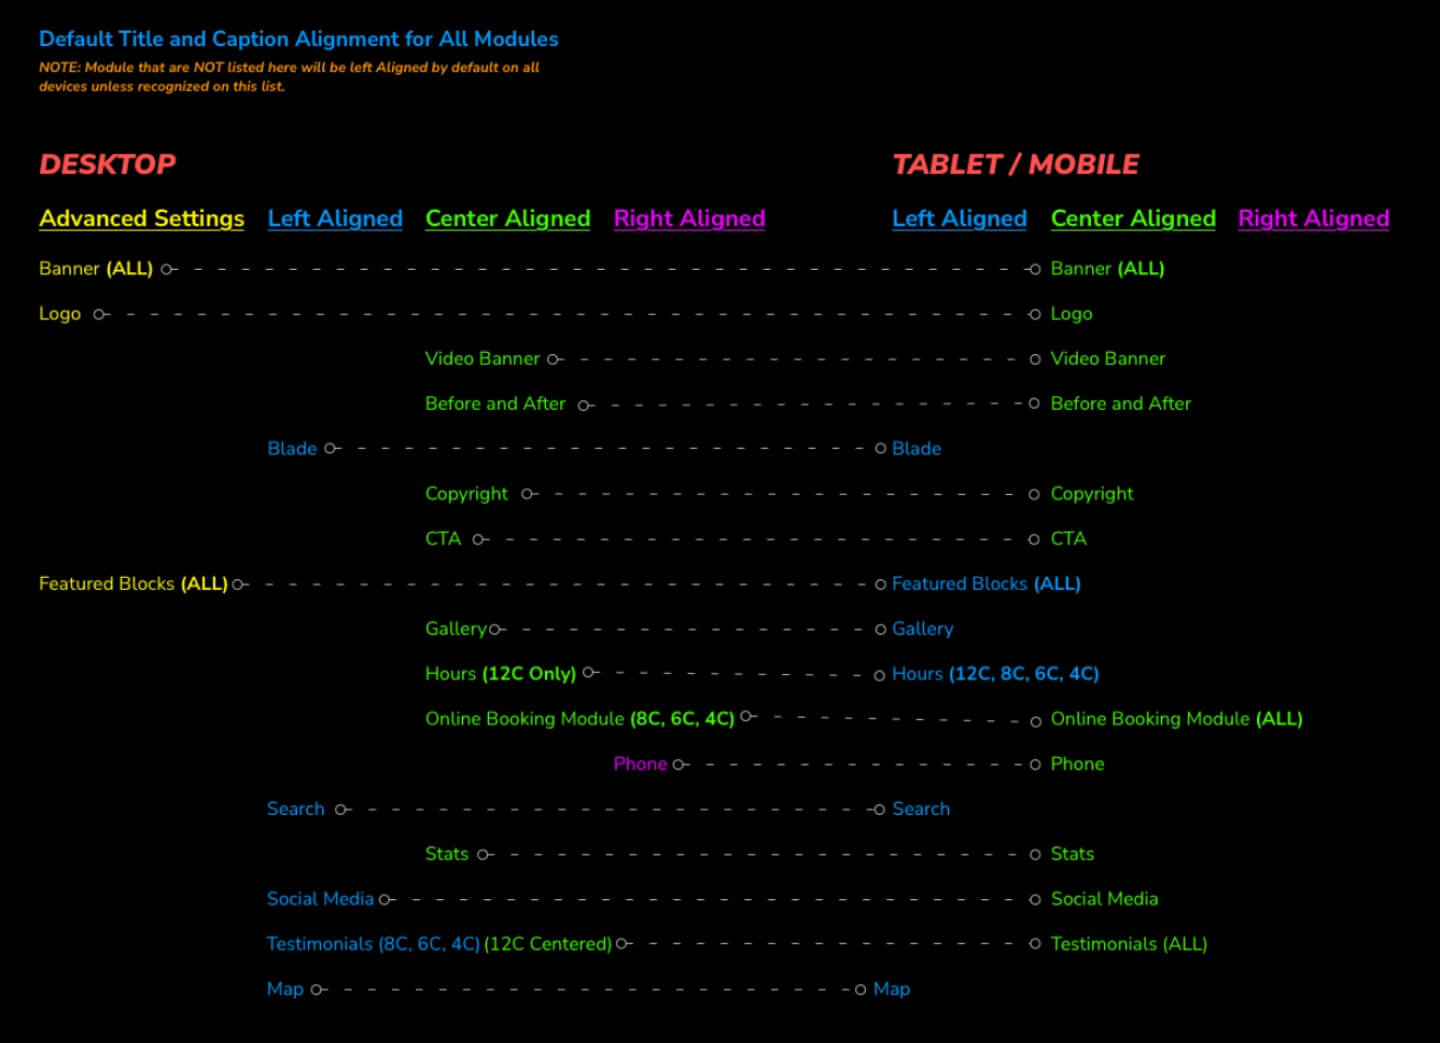 Default Title and Caption Alignment for All Modules
NOTE: Module that are NOT listed here will be left Aligned by default on all
devices unless recognized on this list.
DESKTOP TABLET / MOBILE
Advanced Settings Left Aligned Center Aligned Right Aligned Left Aligned Center Aligned Right Aligned
Banner (ALL) Banner (ALL)
Logo Logo
Video Banner Video Banner
Before and After Before and After
Blade Blade
Copyright Copyright
CTA CTA
Featured Blocks (ALL) Featured Blocks (ALL)
Gallery Gallery
Hours (12C Only) Hours (12C, 8C, 6C, 4C)
Online Booking Module (8C, 6C, 4C) Online Booking Module (ALL)
Phone Phone
Search Search
Stats Stats
Social Media Social Media
Testimonials (8C, 6C, 4C) (12C Centered) Testimonials (ALL)
Map Map